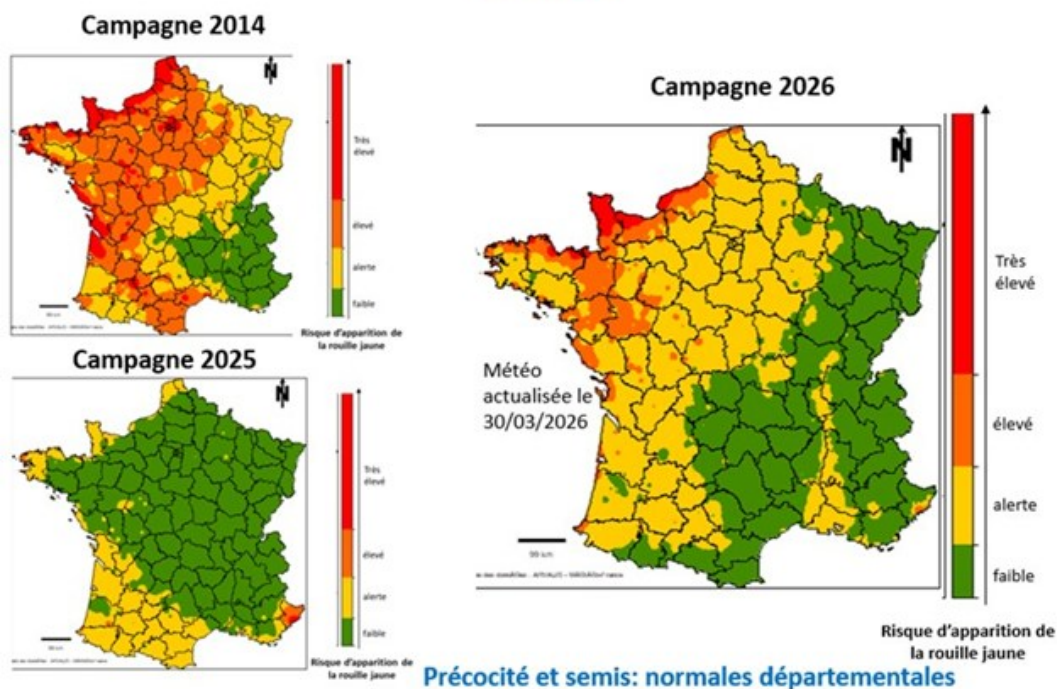 Campagne 2014
N
Très
élevé
élevé
alerte
faible
Risque d'apparition de
la rouille jaune
Campagne 2025
N
Très
élevé
élevé
alerte
faible
Risque d'apparition de
la rouille jaune
Campagne 2026
N
Météo
actualisée le
30/03/2026
99 km
Très
élevé
élevé
alerte
faible
Risque d'apparition de
la rouille jaune
Précocité et semis: normales départementales